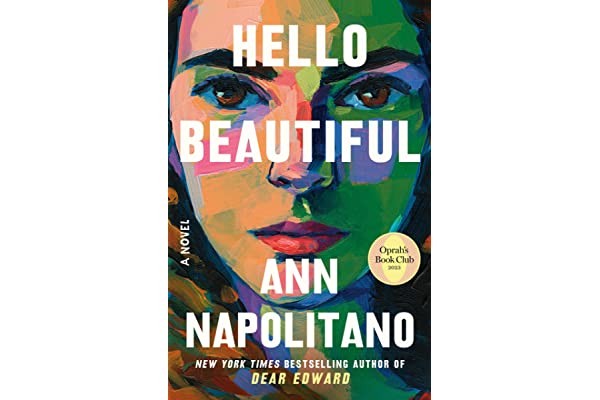 HELLO
BEAUTIFUL
A NOVEL
Oprah's
Book Club
2023
ANN
NAPOLITANO
NEW YORK TIMES BESTSELLING AUTHOR OF
DEAR EDWARD